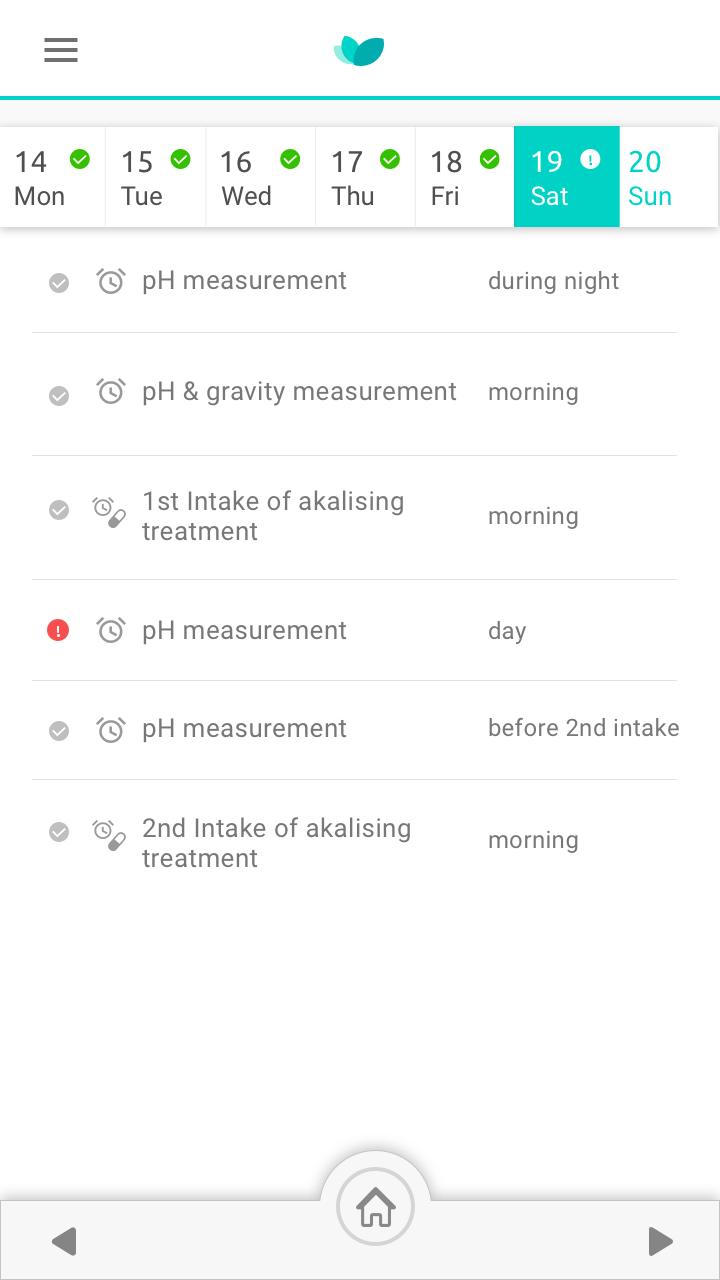 14 15 16 17 18 19 20
Mon Tue Wed Thu Fri Sat Sun
pH measurement during night
pH & gravity measurement morning
1st Intake of akalising
treatment
morning
pH measurement day
pH measurement before 2nd intake
2nd Intake of akalising
treatment
morning